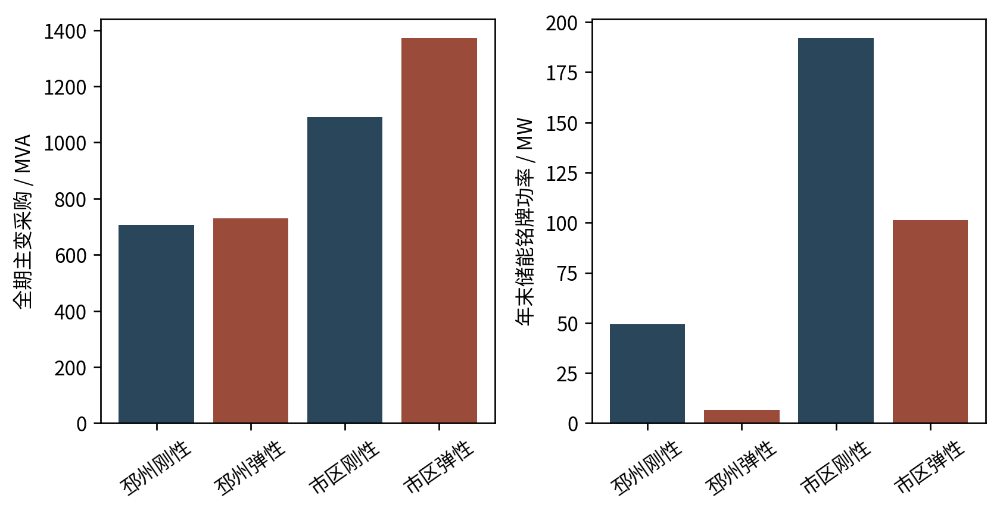 全期主变采购 / MVA
1400
1200
1000
800
600
400
200
0
邳州刚性
邳州弹性
市区刚性
市区弹性
年末储能铭牌功率 / MW
200
175
150
125
100
75
50
25
0
邳州刚性
邳州弹性
市区刚性
市区弹性